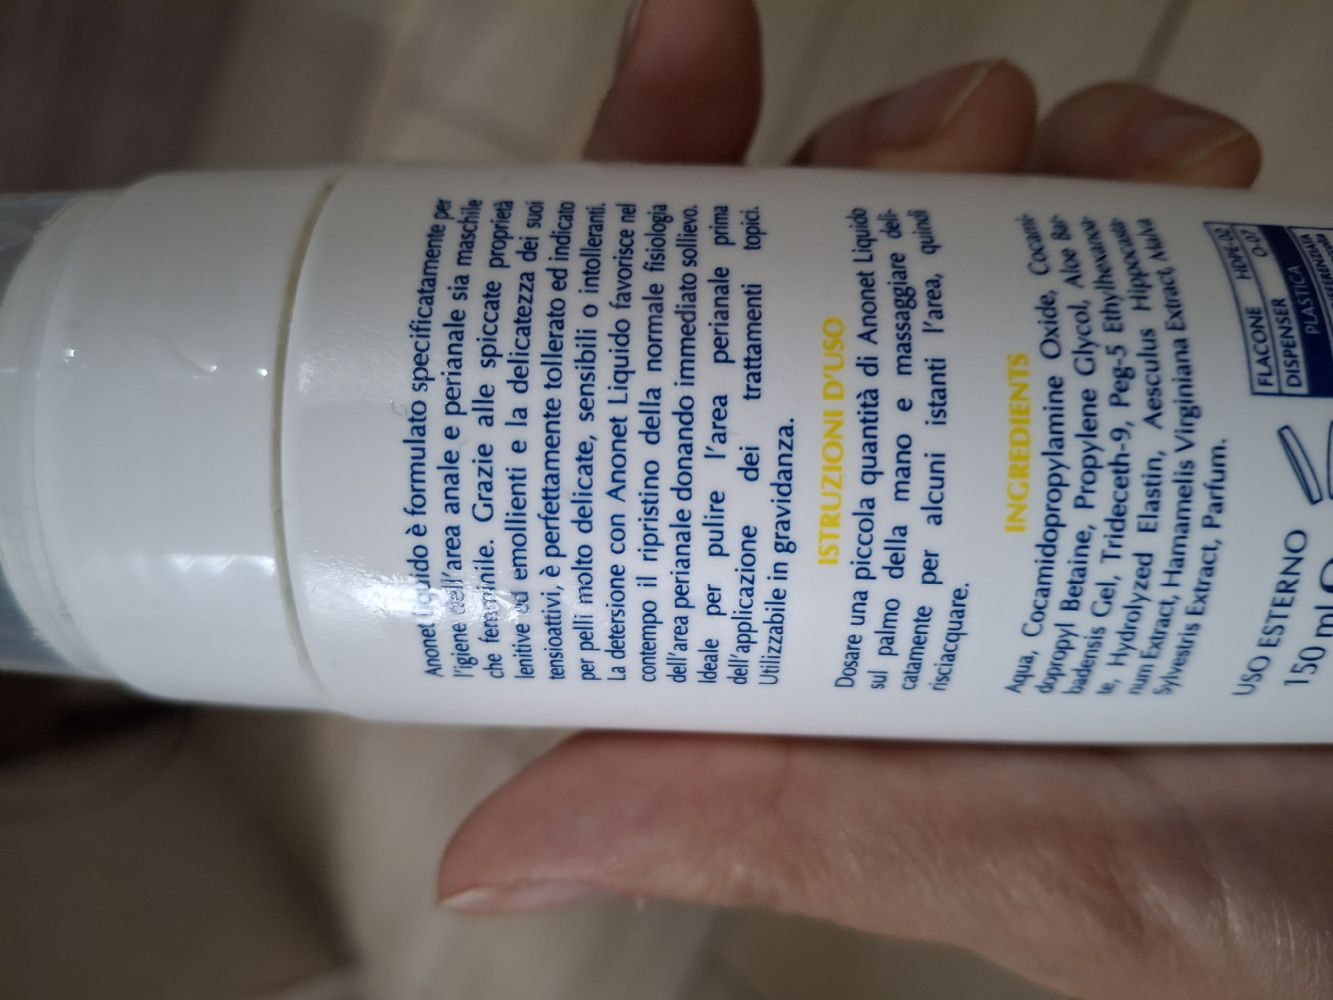 Anonet Liquido è formulato specificatamente per
l'igiene dell'area anale e perianale sia maschile
che femminile. Grazie alle spiccate proprietà
lenitive ed emollienti e la delicatezza dei suoi
tensioattivi, è perfettamente tollerato ed indicato
per pelli molto delicate, sensibili o intolleranti.
La detersione con Anonet Liquido favorisce nel
contempo il ripristino della normale fisiologia
dell'area perianale donando immediato sollievo.
Ideale per pulire l'area perianale prima
dell'applicazione dei trattamenti topici.
Utilizzabile in gravidanza.
ISTRUZIONI D'USO
Dosare una piccola quantità di Anonet Liquido
sul palmo della mano e massaggiare deli-
catamente per alcuni istanti l'area, quindi
risciacquare.
INGREDIENTS
Aqua, Cocamidopropylamine Oxide, Cocami-
dopropyl Betaine, Propylene Glycol, Aloe Bar-
badensis Gel, Trideceth-9, Peg-5 Ethylhexanoa-
te, Hydrolyzed Elastin, Aesculus Hippocasta-
num Extract, Hamamelis Virginiana Extract, Malva
Sylvestris Extract, Parfum.
USO ESTERNO
150 ml
FLACONE HDPE-02
DISPENSER O-07
PLASTICA